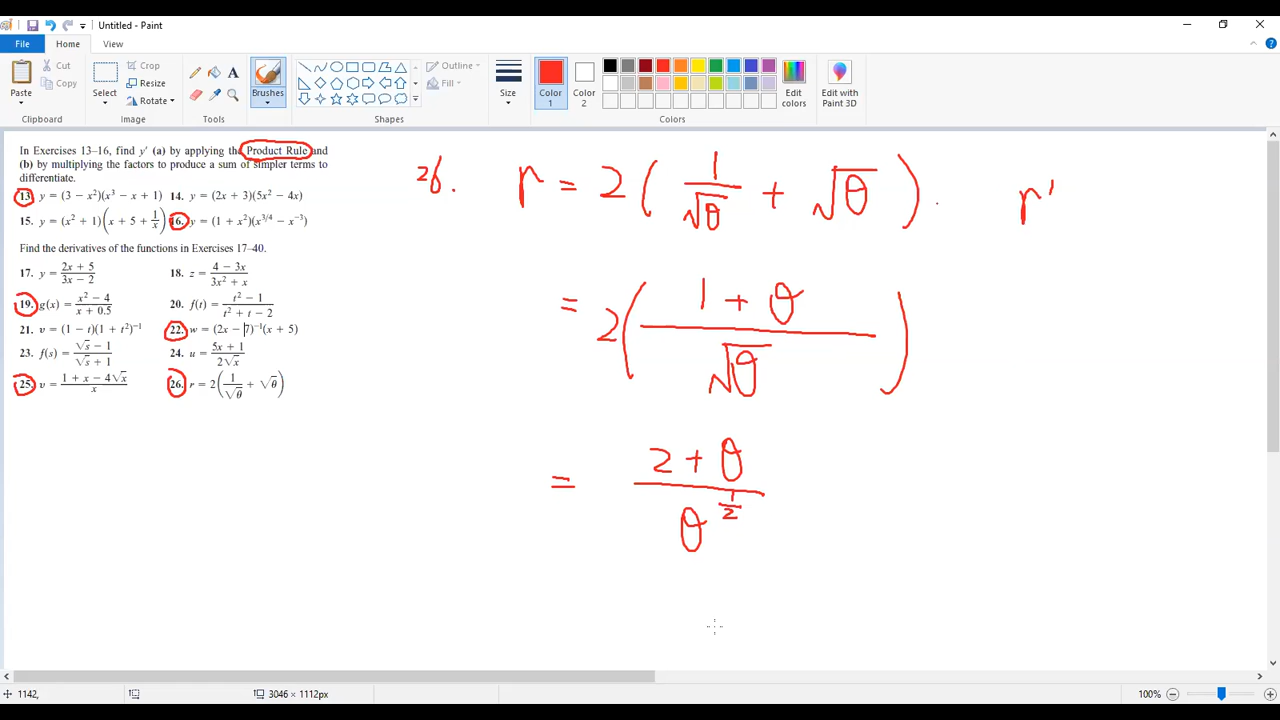 Untitled - Paint
File Home View
Paste Cut Copy Clipboard
Select Crop Resize Rotate Image
A Tools
Brushes
Outline Fill Shapes
Size
Color 1 Color 2 Edit colors Colors
Edit with Paint 3D
In Exercises 13–16, find y′ (a) by applying the Product Rule and
(b) by multiplying the factors to produce a sum of simpler terms to
differentiate.
13. y = (3 − x²)(x³ − x + 1) 14. y = (2x + 3)(5x² − 4x)
15. y = (x² + 1)(x + 5 + 1/x) 16. y = (1 + x²)(x^(3/4) − x⁻³)
Find the derivatives of the functions in Exercises 17–40.
17. y = (2x + 5)/(3x − 2) 18. z = (4 − 3x)/(3x² + x)
19. g(x) = (x² − 4)/(x + 0.5) 20. f(t) = (t² − 1)/(t² + t − 2)
21. v = (1 − t)(1 + t²)⁻¹ 22. w = (2x − 7)⁻¹(x + 5)
23. f(s) = (√s − 1)/(√s + 1) 24. u = (5x + 1)/(2√x)
25. v = (1 + x − 4√x)/x 26. r = 2(1/√θ + √θ)
26. r = 2(1/√θ + √θ). r'
= 2((1 + θ)/√θ)
= (2 + θ)/θ^(1/2)
1142, 3046 × 1112px 100%